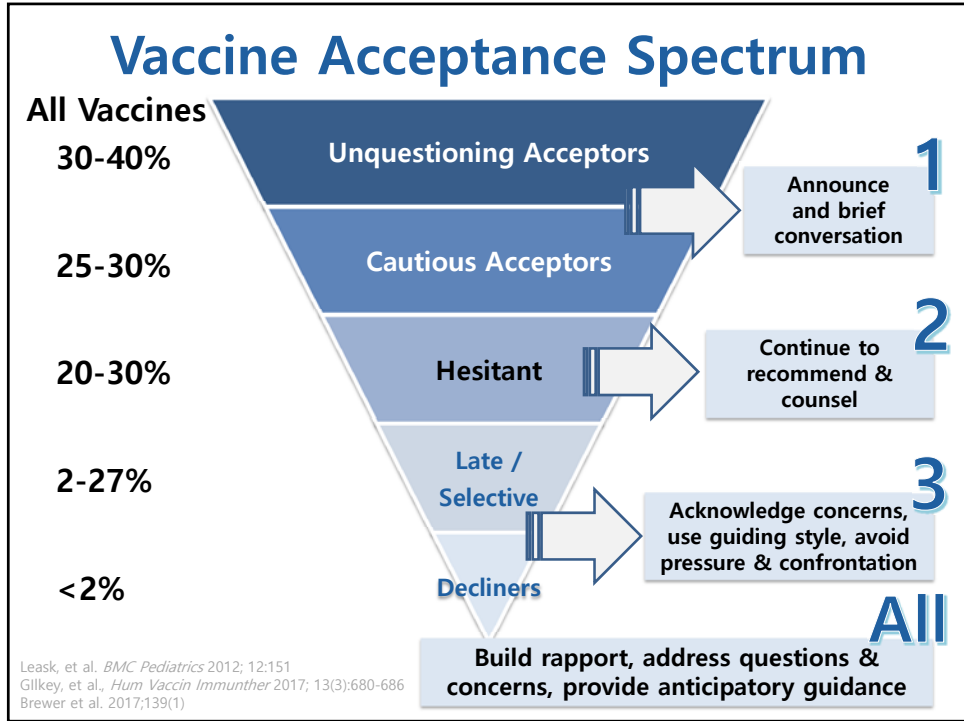 Vaccine Acceptance Spectrum
All Vaccines
30-40%
Unquestioning Acceptors
1
Announce
and brief
conversation
25-30%
Cautious Acceptors
20-30%
Hesitant
2
Continue to
recommend &
counsel
2-27%
Late /
Selective
3
Acknowledge concerns,
use guiding style, avoid
pressure & confrontation
<2%
Decliners
All
Build rapport, address questions &
concerns, provide anticipatory guidance
Leask, et al. BMC Pediatrics 2012; 12:151
GIlkey, et al., Hum Vaccin Immunther 2017; 13(3):680-686
Brewer et al. 2017;139(1)